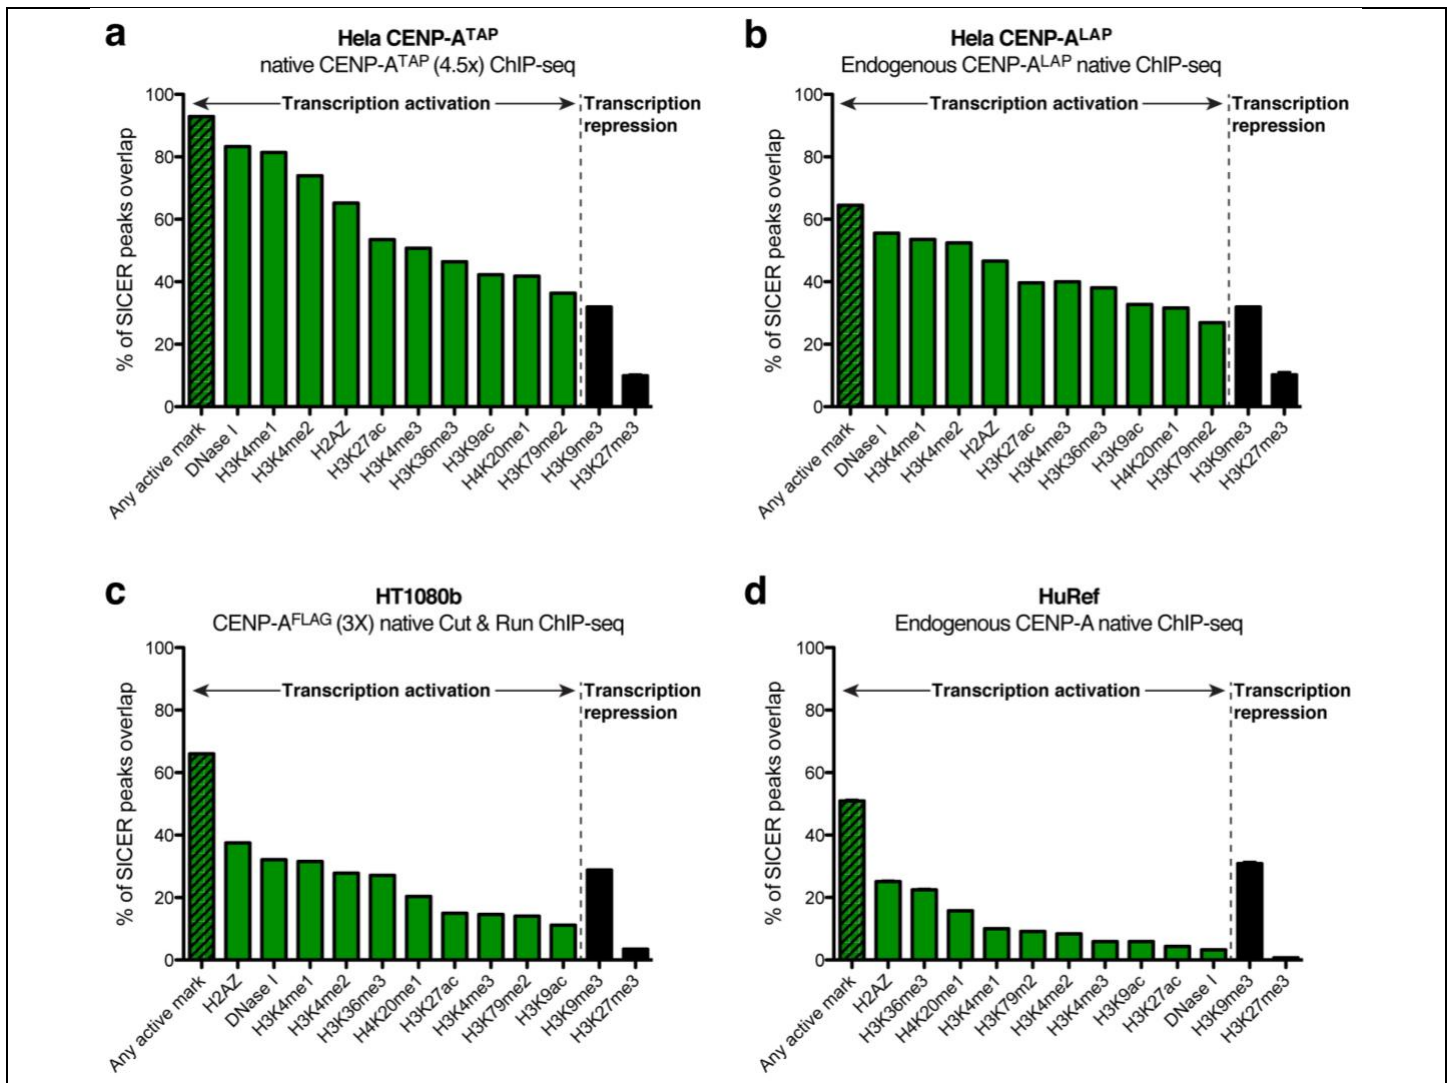 a
Hela CENP-ATAP
native CENP-ATAP (4.5x) ChIP-seq
% of SICER peaks overlap
100
80
60
40
20
0
Transcription activation
Transcription
repression
Any active mark
DNase I
H3K4me1
H3K4me2
H2AZ
H3K27ac
H3K4me3
H3K36me3
H3K9ac
H4K20me1
H3K79me2
H3K9me3
H3K27me3
b
Hela CENP-ALAP
Endogenous CENP-ALAP native ChIP-seq
% of SICER peaks overlap
100
80
60
40
20
0
Transcription activation
Transcription
repression
Any active mark
DNase I
H3K4me1
H3K4me2
H2AZ
H3K27ac
H3K4me3
H3K36me3
H3K9ac
H4K20me1
H3K79me2
H3K9me3
H3K27me3
c
HT1080b
CENP-AFLAG (3X) native Cut & Run ChIP-seq
% of SICER peaks overlap
100
80
60
40
20
0
Transcription activation
Transcription
repression
Any active mark
H2AZ
DNase I
H3K4me1
H3K4me2
H3K36me3
H4K20me1
H3K27ac
H3K4me3
H3K79me2
H3K9ac
H3K9me3
H3K27me3
d
HuRef
Endogenous CENP-A native ChIP-seq
% of SICER peaks overlap
100
80
60
40
20
0
Transcription activation
Transcription
repression
Any active mark
H2AZ
H3K36me3
H4K20me1
H3K4me1
H3K79m2
H3K4me2
H3K4me3
H3K9ac
H3K27ac
DNase I
H3K9me3
H3K27me3